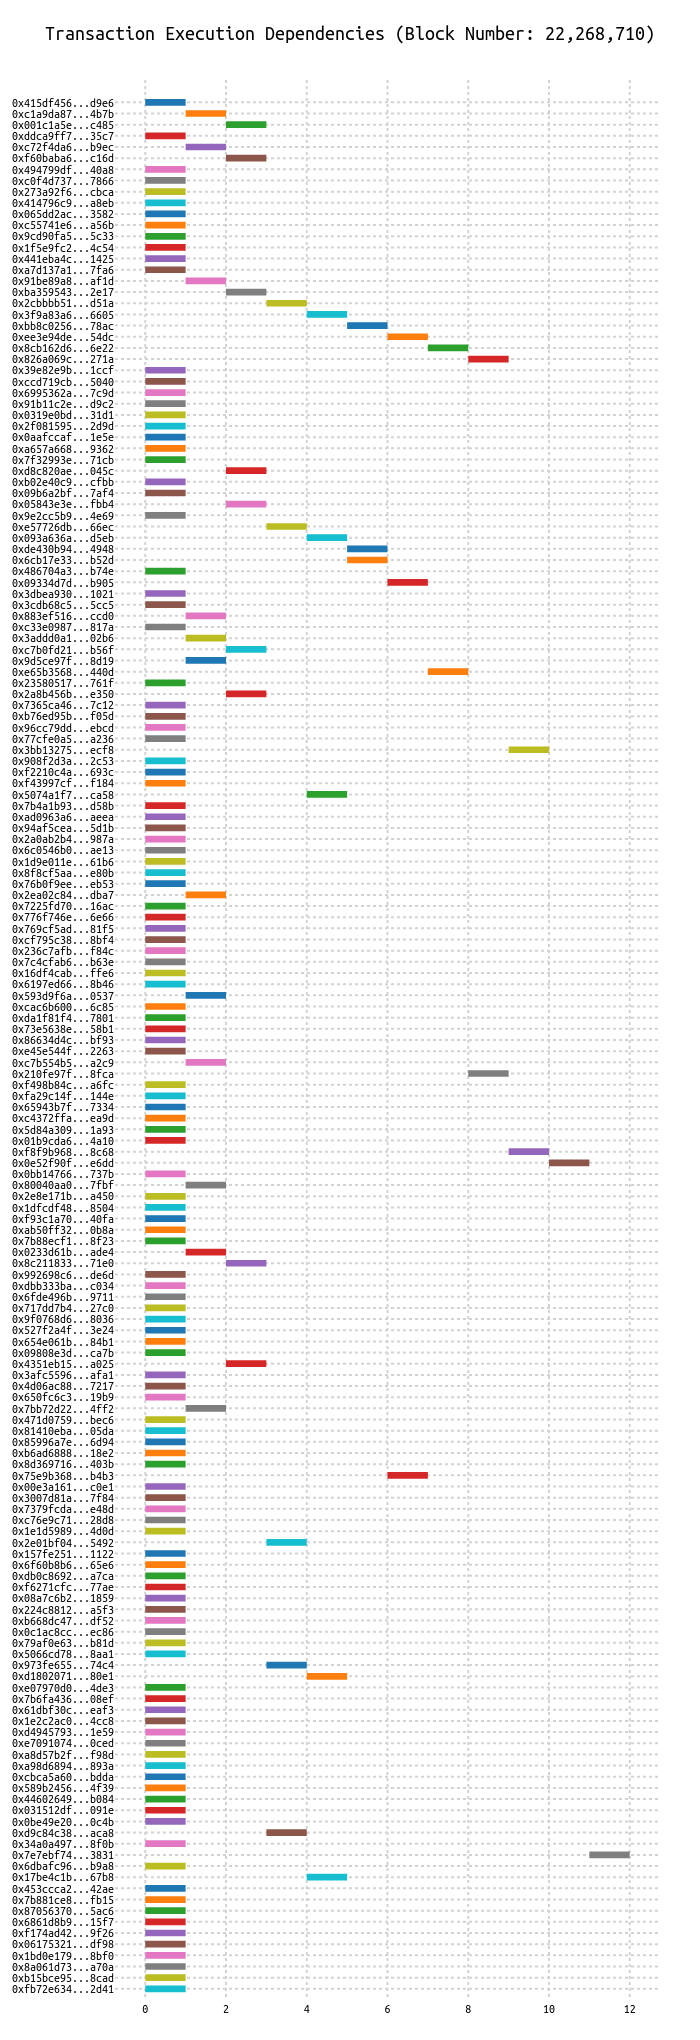 Transaction Execution Dependencies (Block Number: 22,268,710)
0x415df456...d9e6
0xc1a9da87...4b7b
0x001c1a5e...c485
0xddca9ff7...35c7
0xc72f4da6...b9ec
0xf60baba6...c16d
0x494799df...40a8
0xc0f4d737...7866
0x273a92f6...cbca
0x414796c9...a8eb
0x065dd2ac...3582
0xc55741e6...a56b
0x9cd90fa5...5c33
0x1f5e9fc2...4c54
0x441eba4c...1425
0xa7d137a1...7fa6
0x91be89a8...af1d
0xba359543...2e17
0x2cbbbb51...d51a
0x3f9a83a6...6605
0xbb8c0256...78ac
0xee3e94de...54dc
0x8cb162d6...6e22
0x826a069c...271a
0x39e82e9b...1ccf
0xccd719cb...5040
0x6995362a...7c9d
0x91b11c2e...d9c2
0x0319e0bd...31d1
0x2f081595...2d9d
0x0aafccaf...1e5e
0xa657a668...9362
0x7f32993e...71cb
0xd8c820ae...045c
0xb02e40c9...cfbb
0x09b6a2bf...7af4
0x05843e3e...fbb4
0x9e2cc5b9...4e69
0xe57726db...66ec
0x093a636a...d5eb
0xde430b94...4948
0x6cb17e33...b52d
0x486704a3...b74e
0x09334d7d...b905
0x3dbea930...1021
0x3cdb68c5...5cc5
0x883ef516...ccd0
0xc33e0987...817a
0x3addd0a1...02b6
0xc7b0fd21...b56f
0x9d5ce97f...8d19
0xe65b3568...440d
0x23580517...761f
0x2a8b456b...e350
0x7365ca46...7c12
0xb76ed95b...f05d
0x96cc79dd...ebcd
0x77cfe0a5...a236
0x3bb13275...ecf8
0x908f2d3a...2c53
0xf2210c4a...693c
0xf43997cf...f184
0x5074a1f7...ca58
0x7b4a1b93...d58b
0xad0963a6...aeea
0x94af5cea...5d1b
0x2a0ab2b4...987a
0x6c0546b0...ae13
0x1d9e011e...61b6
0x8f8cf5aa...e80b
0x76b0f9ee...eb53
0x2ea02c84...dba7
0x7225fd70...16ac
0x776f746e...6e66
0x769cf5ad...81f5
0xcf795c38...8bf4
0x236c7afb...f84c
0x7c4cfab6...b63e
0x16df4cab...ffe6
0x6197ed66...8b46
0x593d9f6a...0537
0xcac6b600...6c85
0xda1f81f4...7801
0x73e5638e...58b1
0x86634d4c...bf93
0xe45e544f...2263
0xc7b554b5...a2c9
0x210fe97f...8fca
0xf498b84c...a6fc
0xfa29c14f...144e
0x65943b7f...7334
0xc4372ffa...ea9d
0x5d84a309...1a93
0x01b9cda6...4a10
0xf8f9b968...8c68
0x0e52f90f...e6dd
0x0bb14766...737b
0x80040aa0...7fbf
0x2e8e171b...a450
0x1dfcdf48...8504
0xf93c1a70...40fa
0xab50ff32...0b8a
0x7b88ecf1...8f23
0x0233d61b...ade4
0x8c211833...71e0
0x992698c6...de6d
0xdbb333ba...c034
0x6fde496b...9711
0x717dd7b4...27c0
0x9f0768d6...8036
0x527f2a4f...3e24
0x654e061b...84b1
0x09808e3d...ca7b
0x4351eb15...a025
0x3afc5596...afa1
0x4d06ac88...7217
0x650fc6c3...19b9
0x7bb72d22...4ff2
0x471d0759...bec6
0x81410eba...05da
0x85996a7e...6d94
0xb6ad6888...18e2
0x8d369716...403b
0x75e9b368...b4b3
0x00e3a161...c0e1
0x3007d81a...7f84
0x7379fcda...e48d
0xc76e9c71...28d8
0x1e1d5989...4d0d
0x2e01bf04...5492
0x157fe251...1122
0x6f60b8b6...65e6
0xdb0c8692...a7ca
0xf6271cfc...77ae
0x08a7c6b2...1859
0x224c8812...a5f3
0xb668dc47...df52
0x0c1ac8cc...ec86
0x79af0e63...b81d
0x5066cd78...8aa1
0x973fe655...74c4
0xd1802071...80e1
0xe07970d0...4de3
0x7b6fa436...08ef
0x61dbf30c...eaf3
0x1e2c2ac0...4cc8
0xd4945793...1e59
0xe7091074...0ced
0xa8d57b2f...f98d
0xa98d6894...893a
0xcbca5a60...bdda
0x589b2456...4f39
0x44602649...b084
0x031512df...091e
0x0be49e20...0c4b
0xd9c84c38...aca8
0x34a0a497...8f0b
0x7e7ebf74...3831
0x6dbafc96...b9a8
0x17be4c1b...67b8
0x453ccca2...42ae
0x7b881ce8...fb15
0x87056370...5ac6
0x6861d8b9...15f7
0xf174ad42...9f26
0x06175321...df98
0x1bd0e179...8bf0
0x8a061d73...a70a
0xb15bce95...8cad
0xfb72e634...2d41
0 2 4 6 8 10 12